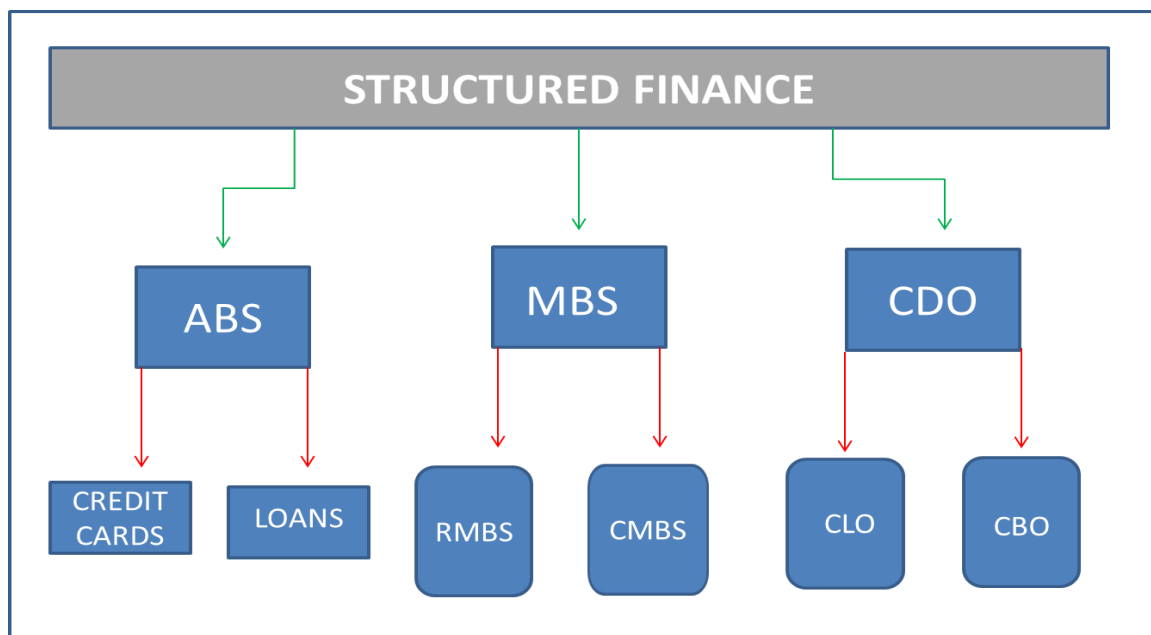 STRUCTURED FINANCE
ABS
MBS
CDO
CREDIT
CARDS
LOANS
RMBS
CMBS
CLO
CBO